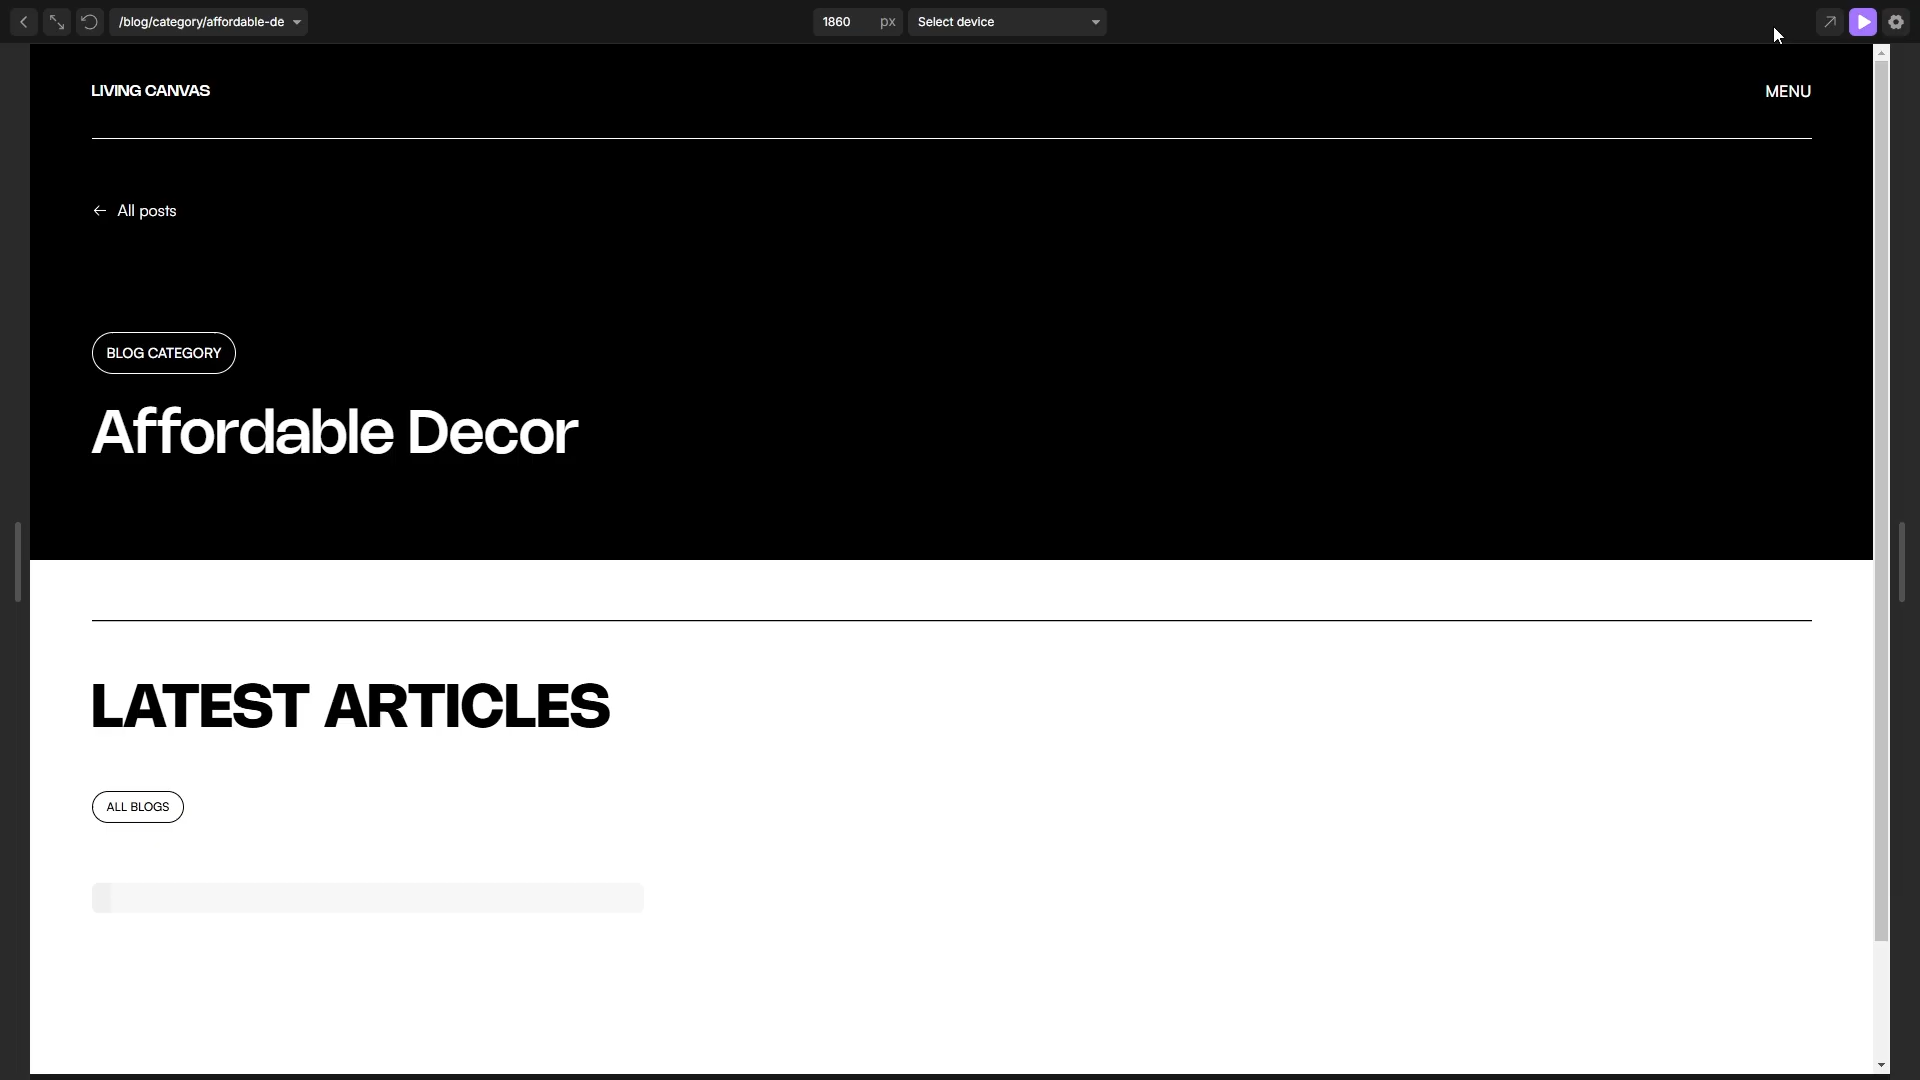 /blog/category/affordable-de
1860 px
Select device
LIVING CANVAS
MENU
← All posts
BLOG CATEGORY
Affordable Decor
LATEST ARTICLES
ALL BLOGS